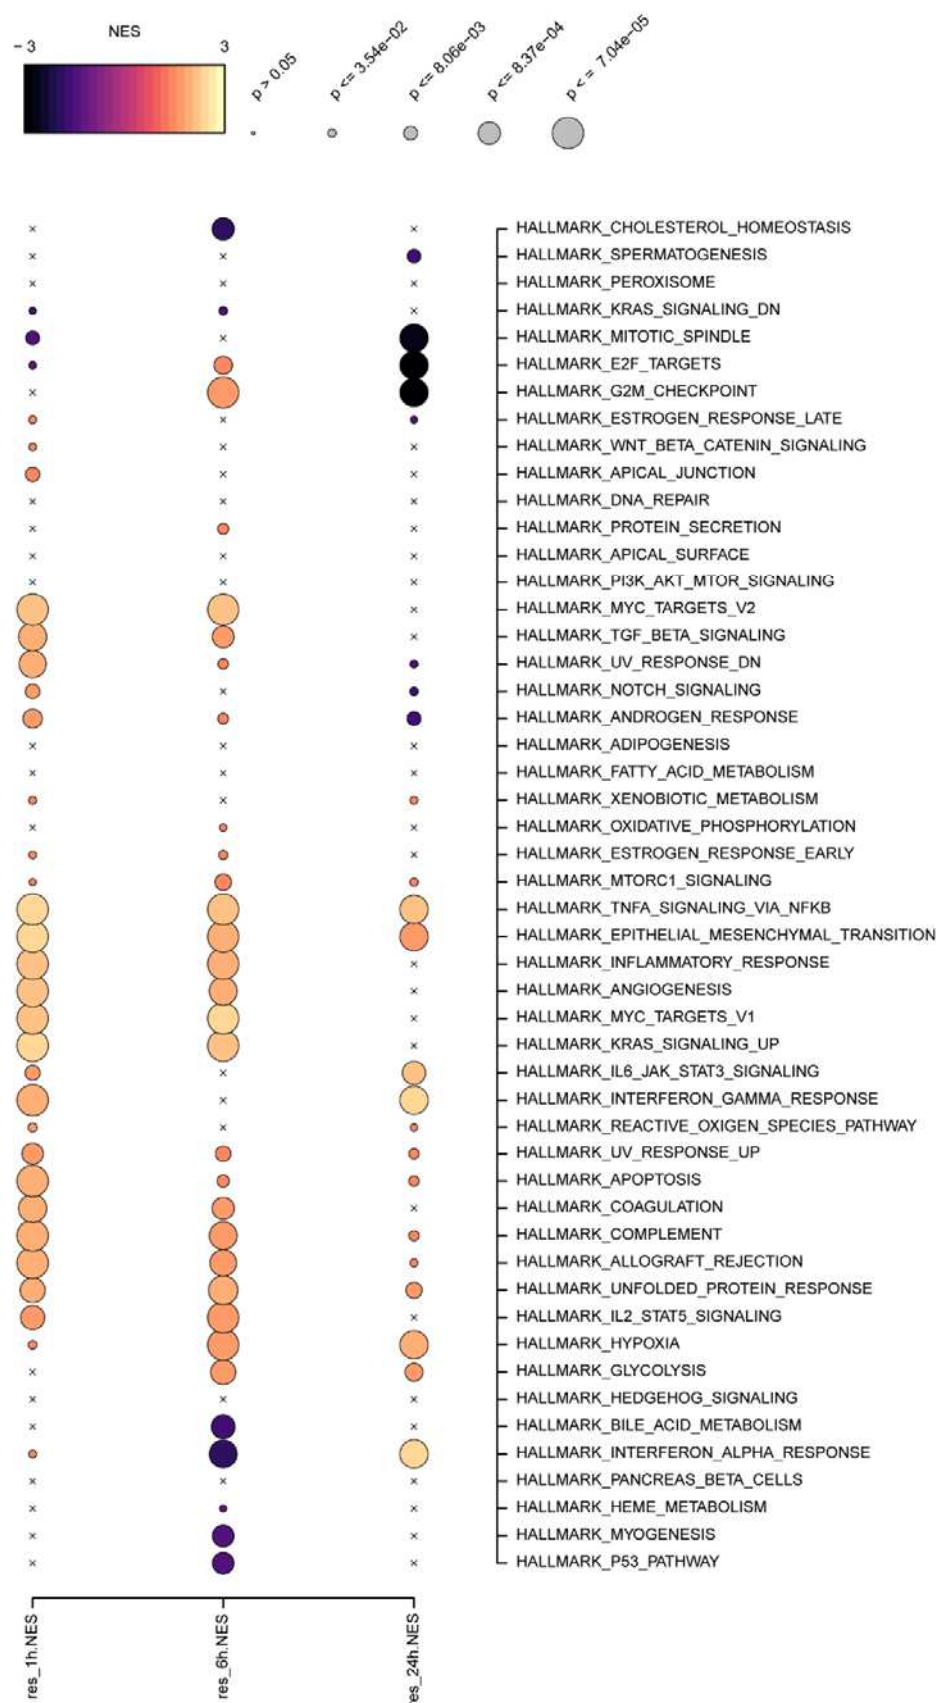 NES
-3 3
p > 0.05
p <= 3.54e-02
p <= 8.06e-03
p <= 8.37e-04
p <= 7.04e-05
HALLMARK_CHOLESTEROL_HOMEOSTASIS
HALLMARK_SPERMATOGENESIS
HALLMARK_PEROXISOME
HALLMARK_KRAS_SIGNALING_DN
HALLMARK_MITOTIC_SPINDLE
HALLMARK_E2F_TARGETS
HALLMARK_G2M_CHECKPOINT
HALLMARK_ESTROGEN_RESPONSE_LATE
HALLMARK_WNT_BETA_CATENIN_SIGNALING
HALLMARK_APICAL_JUNCTION
HALLMARK_DNA_REPAIR
HALLMARK_PROTEIN_SECRETION
HALLMARK_APICAL_SURFACE
HALLMARK_PI3K_AKT_MTOR_SIGNALING
HALLMARK_MYC_TARGETS_V2
HALLMARK_TGF_BETA_SIGNALING
HALLMARK_UV_RESPONSE_DN
HALLMARK_NOTCH_SIGNALING
HALLMARK_ANDROGEN_RESPONSE
HALLMARK_ADIPOGENESIS
HALLMARK_FATTY_ACID_METABOLISM
HALLMARK_XENOBIOTIC_METABOLISM
HALLMARK_OXIDATIVE_PHOSPHORYLATION
HALLMARK_ESTROGEN_RESPONSE_EARLY
HALLMARK_MTORC1_SIGNALING
HALLMARK_TNFA_SIGNALING_VIA_NFKB
HALLMARK_EPITHELIAL_MESENCHYMAL_TRANSITION
HALLMARK_INFLAMMATORY_RESPONSE
HALLMARK_ANGIOGENESIS
HALLMARK_MYC_TARGETS_V1
HALLMARK_KRAS_SIGNALING_UP
HALLMARK_IL6_JAK_STAT3_SIGNALING
HALLMARK_INTERFERON_GAMMA_RESPONSE
HALLMARK_REACTIVE_OXIGEN_SPECIES_PATHWAY
HALLMARK_UV_RESPONSE_UP
HALLMARK_APOPTOSIS
HALLMARK_COAGULATION
HALLMARK_COMPLEMENT
HALLMARK_ALLOGRAFT_REJECTION
HALLMARK_UNFOLDED_PROTEIN_RESPONSE
HALLMARK_IL2_STAT5_SIGNALING
HALLMARK_HYPOXIA
HALLMARK_GLYCOLYSIS
HALLMARK_HEDGEHOG_SIGNALING
HALLMARK_BILE_ACID_METABOLISM
HALLMARK_INTERFERON_ALPHA_RESPONSE
HALLMARK_PANCREAS_BETA_CELLS
HALLMARK_HEME_METABOLISM
HALLMARK_MYOGENESIS
HALLMARK_P53_PATHWAY
res_1h.NES
res_6h.NES
res_24h.NES